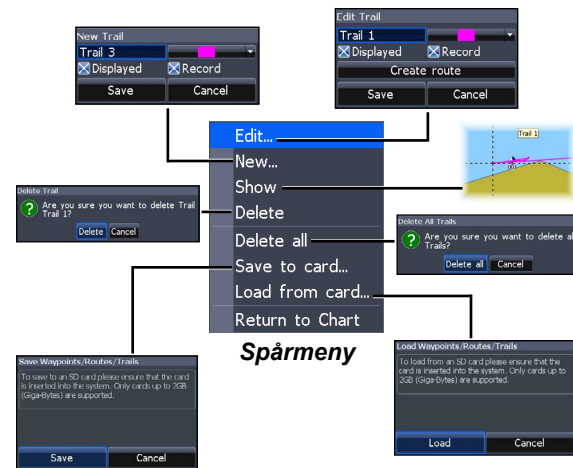 New Trail
Trail 3
Displayed Record
Save Cancel
Edit Trail
Trail 1
Displayed Record
Create route
Save Cancel
Edit...
New...
Show
Delete
Delete all
Save to card...
Load from card...
Return to Chart
Spårmeny
Trail 1
001
Delete Trail
? Are you sure you want to delete Trail
Trail 1?
Delete Cancel
Delete All Trails
? Are you sure you want to delete all
Trails?
Delete all Cancel
Save Waypoints/Routes/Trails
To save to an SD card please ensure that the card
is inserted into the system. Only cards up to 2GB
(Giga-Bytes) are supported.
Save Cancel
Load Waypoints/Routes/Trails
To load from an SD card please ensure that the
card is inserted into the system. Only cards up to
2GB (Giga-Bytes) are supported.
Load Cancel